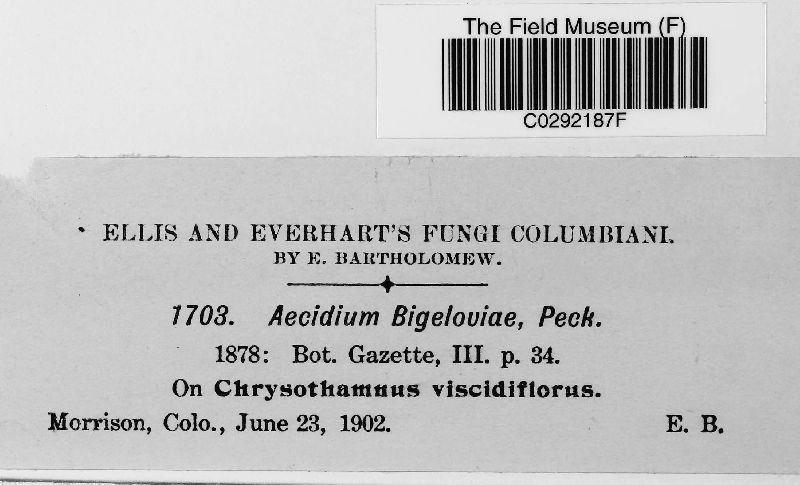 The Field Museum (F)
C0292187F
ELLIS AND EVERHART'S FUNGI COLUMBIANI.
BY E. BARTHOLOMEW.
1703. Aecidium Bigeloviae, Peck.
1878: Bot. Gazette, III. p. 34.
On Chrysothamnus viscidiflorus.
Morrison, Colo., June 23, 1902. E. B.